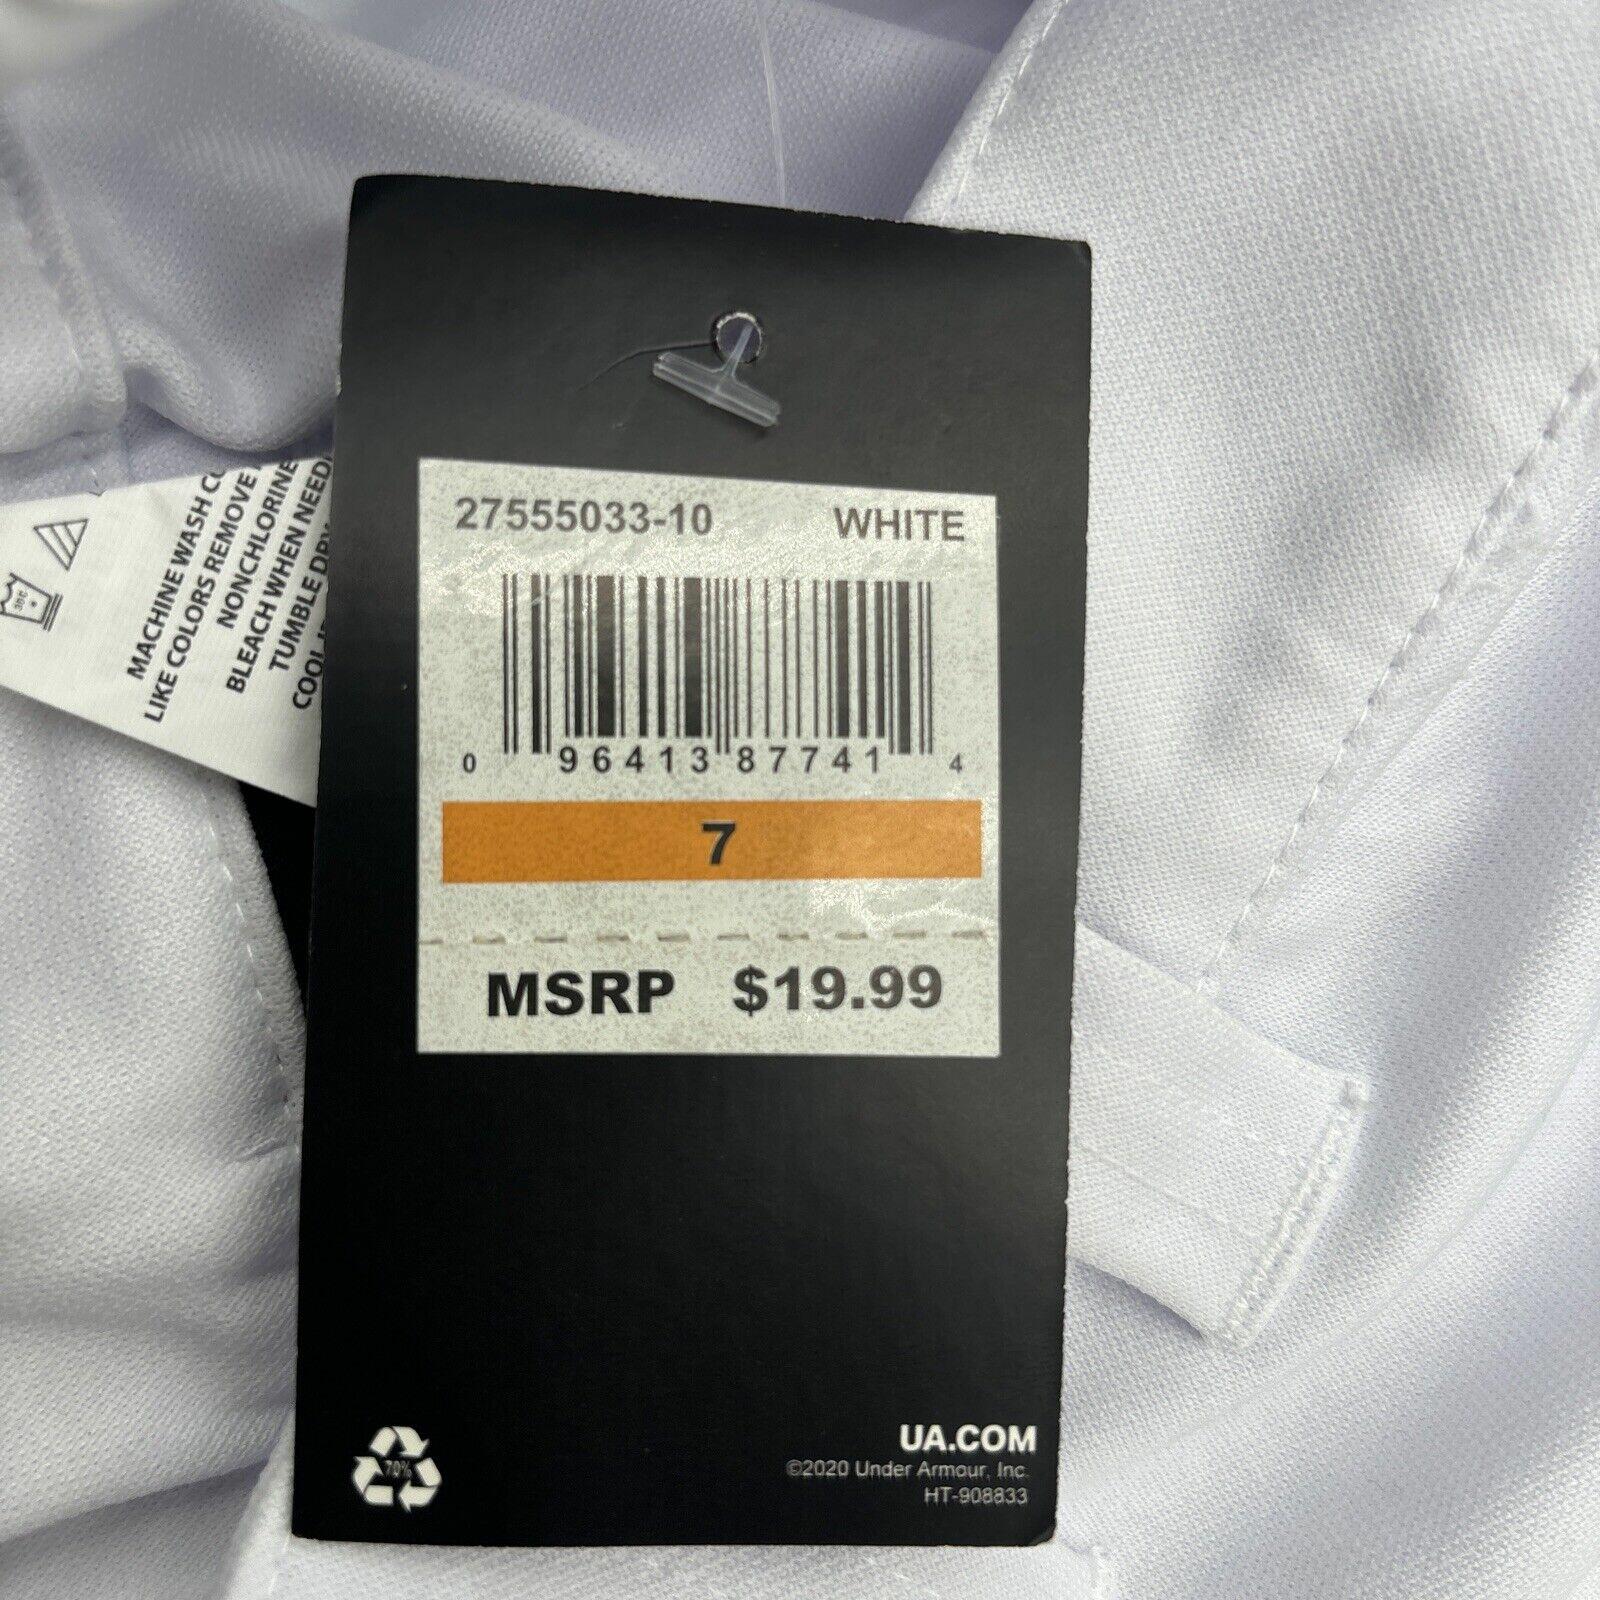 27555033-10 WHITE
0 96413 87741 4
7
MSRP $19.99
70%
UA.COM
©2020 Under Armour, Inc.
HT-908833
MACHINE WASH
LIKE COLORS REMOVE
NONCHLORINE
BLEACH WHEN NEED
TUMBLE
COOL